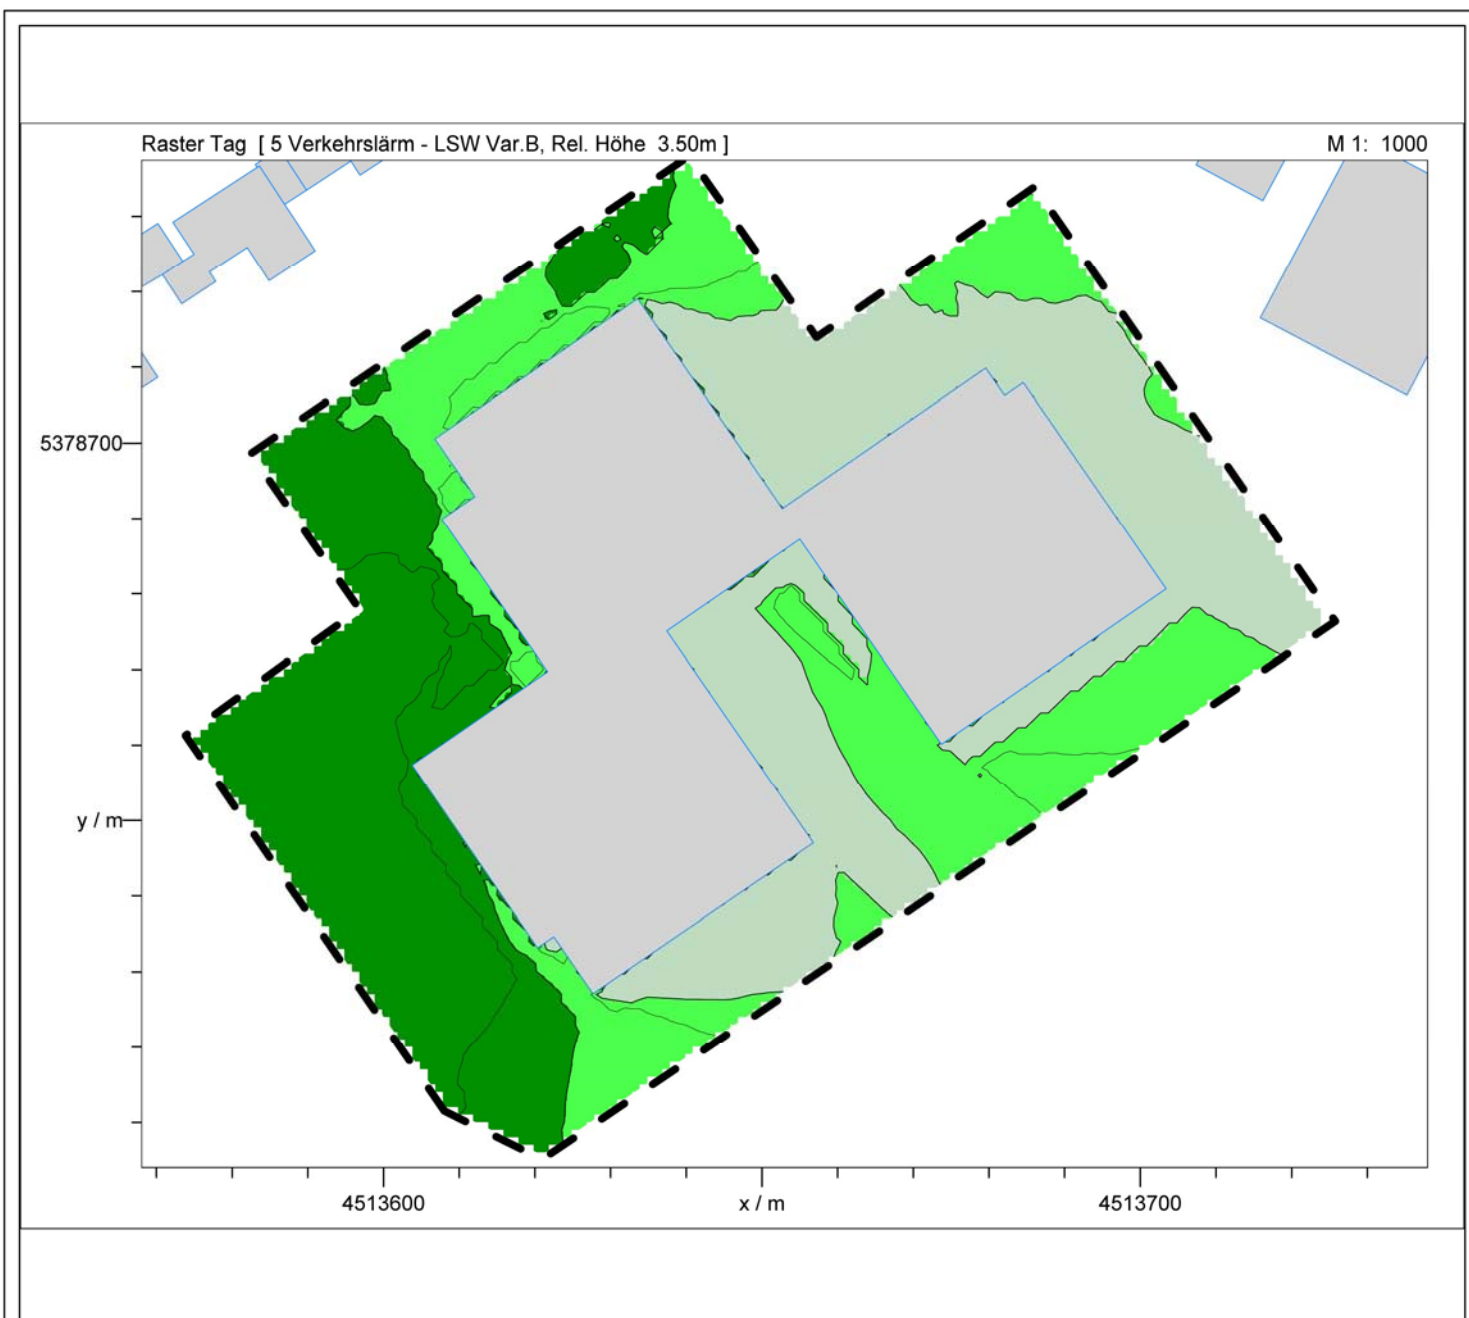 Raster Tag [ 5 Verkehrslärm - LSW Var.B, Rel. Höhe 3.50m ] M 1: 1000
5378700
y / m
4513600 x / m 4513700